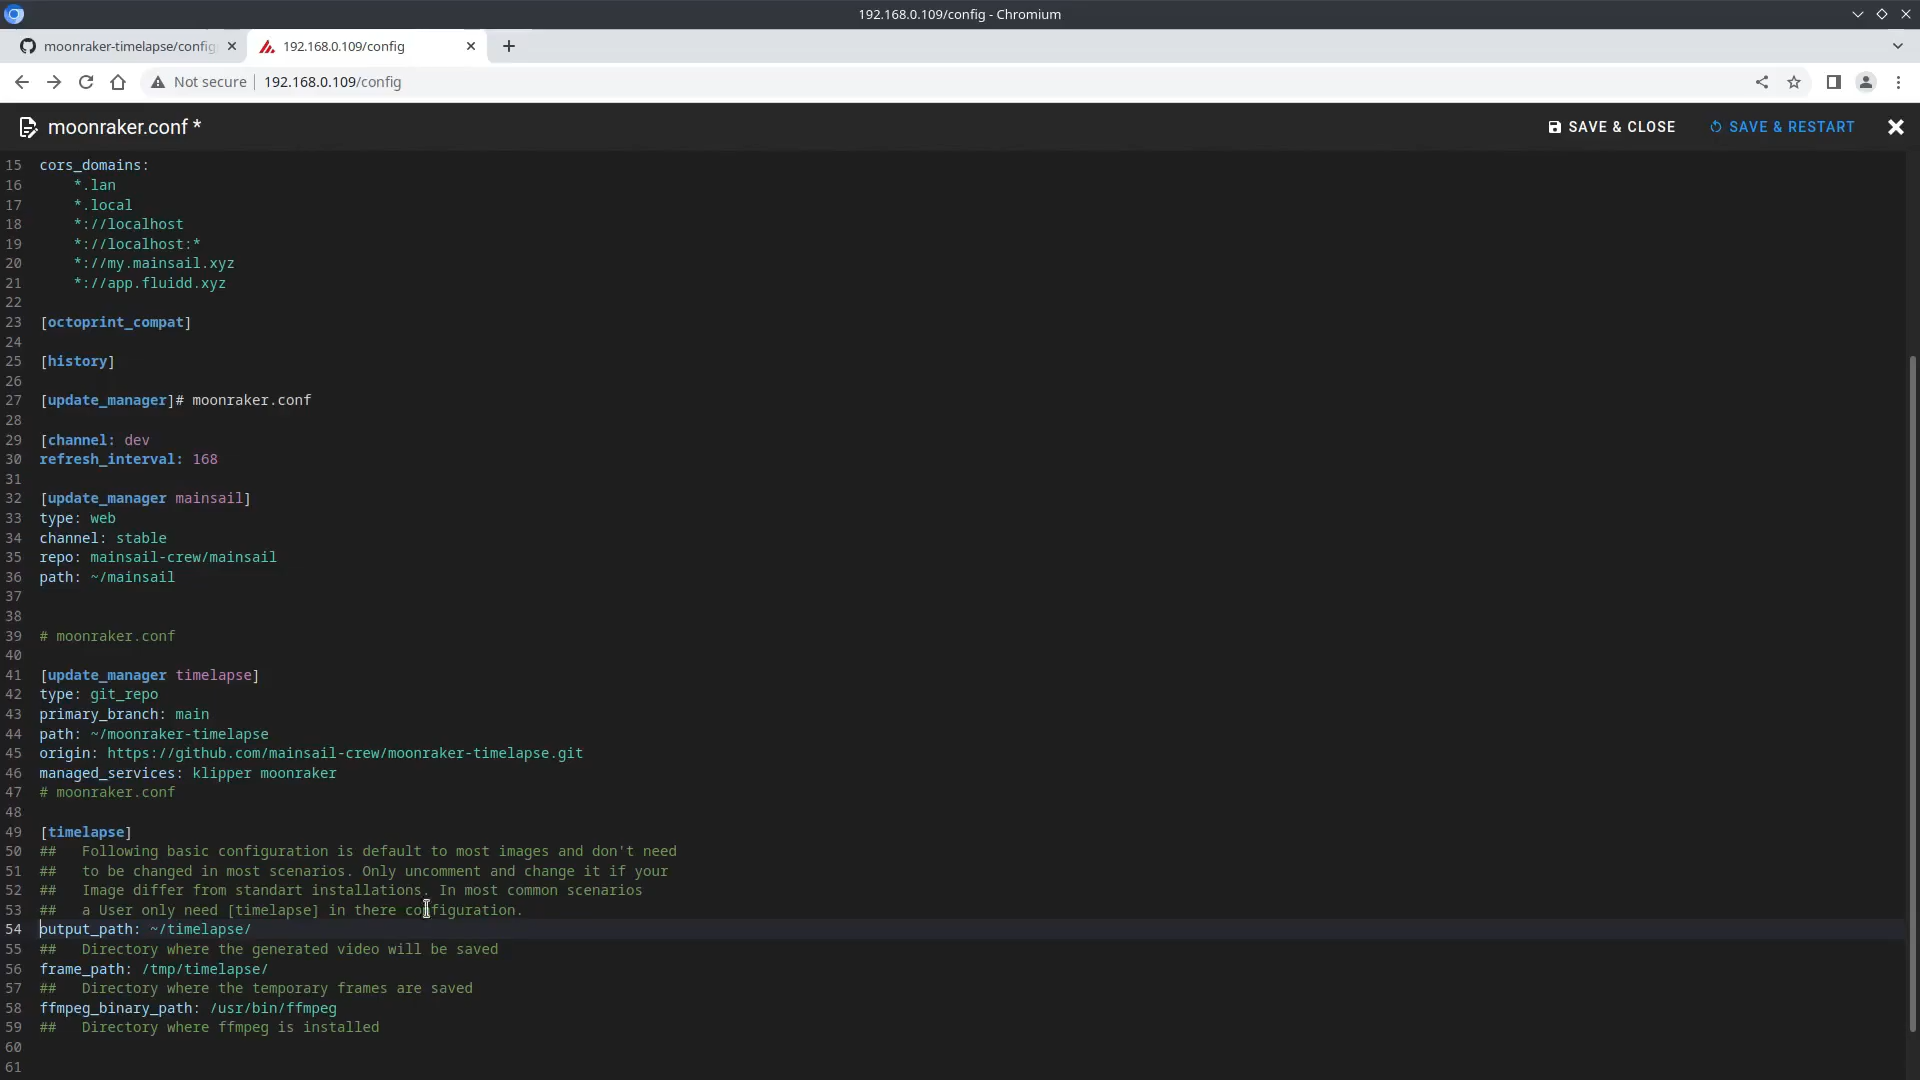 192.168.0.109/config - Chromium
moonraker-timelapse/config
192.168.0.109/config
Not secure
192.168.0.109/config
moonraker.conf *
SAVE & CLOSE
SAVE & RESTART
15 cors_domains:
16 *.lan
17 *.local
18 *://localhost
19 *://localhost:*
20 *://my.mainsail.xyz
21 *://app.fluidd.xyz
22
23 [octoprint_compat]
24
25 [history]
26
27 [update_manager]# moonraker.conf
28
29 [channel: dev
30 refresh_interval: 168
31
32 [update_manager mainsail]
33 type: web
34 channel: stable
35 repo: mainsail-crew/mainsail
36 path: ~/mainsail
37
38
39 # moonraker.conf
40
41 [update_manager timelapse]
42 type: git_repo
43 primary_branch: main
44 path: ~/moonraker-timelapse
45 origin: https://github.com/mainsail-crew/moonraker-timelapse.git
46 managed_services: klipper moonraker
47 # moonraker.conf
48
49 [timelapse]
50 ## Following basic configuration is default to most images and don't need
51 ## to be changed in most scenarios. Only uncomment and change it if your
52 ## Image differ from standart installations. In most common scenarios
53 ## a User only need [timelapse] in there configuration.
54 output_path: ~/timelapse/
55 ## Directory where the generated video will be saved
56 frame_path: /tmp/timelapse/
57 ## Directory where the temporary frames are saved
58 ffmpeg_binary_path: /usr/bin/ffmpeg
59 ## Directory where ffmpeg is installed
60
61